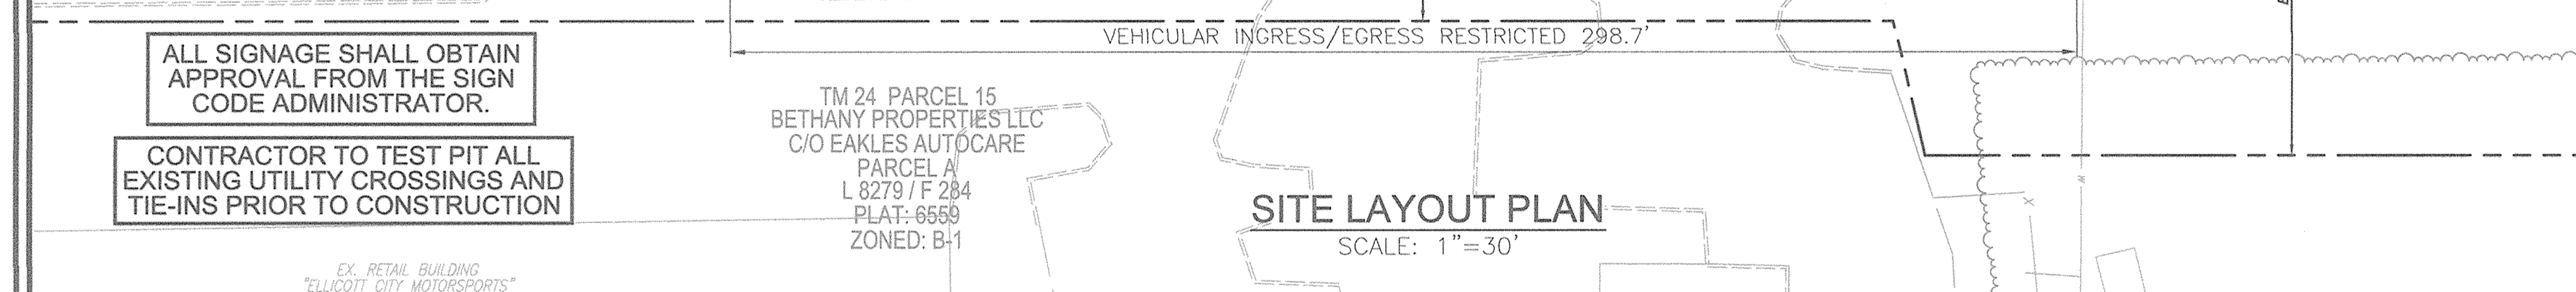 VEHICULAR INGRESS/EGRESS RESTRICTED 298.7'
ALL SIGNAGE SHALL OBTAIN
APPROVAL FROM THE SIGN
CODE ADMINISTRATOR.
CONTRACTOR TO TEST PIT ALL
EXISTING UTILITY CROSSINGS AND
TIE-INS PRIOR TO CONSTRUCTION
TM 24 PARCEL 15
BETHANY PROPERTIES LLC
C/O EAKLES AUTOCARE
PARCEL A
L 8279 / F 284
PLAT: 6559
ZONED: B-1
SITE LAYOUT PLAN
SCALE: 1"=30'
EX. RETAIL BUILDING
"ELLICOTT CITY MOTORSPORTS"